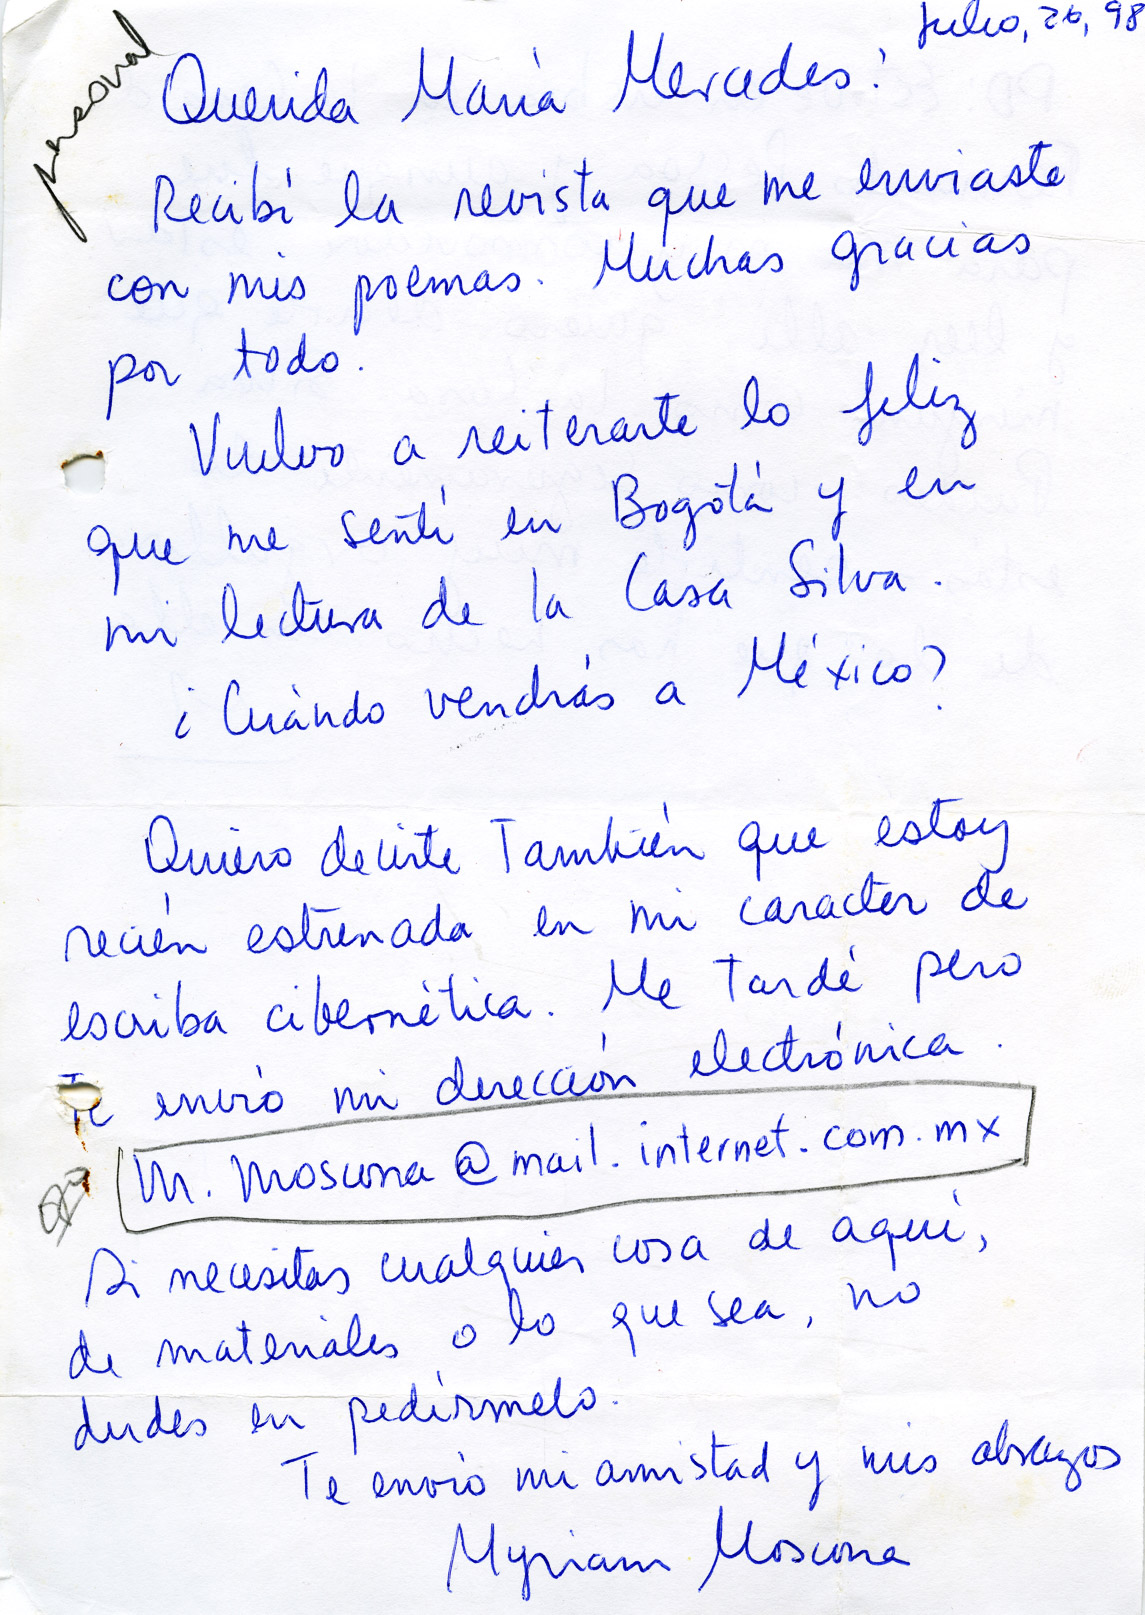 Julio, 26, 98
personal
Querida María Mercedes:
Recibí la revista que me enviaste
con mis poemas. Muchas gracias
por todo.
Vuelvo a reiterarte lo feliz
que me sentí en Bogotá y en
mi lectura de la Casa Silva.
¿Cuándo vendrás a México?
Quiero decirte también que estoy
recién estrenada en mi caracter de
escriba cibernética. Me tardé pero
te envío mi dirección electrónica.
M. Moscona@mail.internet.com.mx
Si necesitas cualquier cosa de aquí,
de materiales o lo que sea, no
dudes en pedírmelo.
Te envío mi amistad y mis abrazos
Myriam Moscona